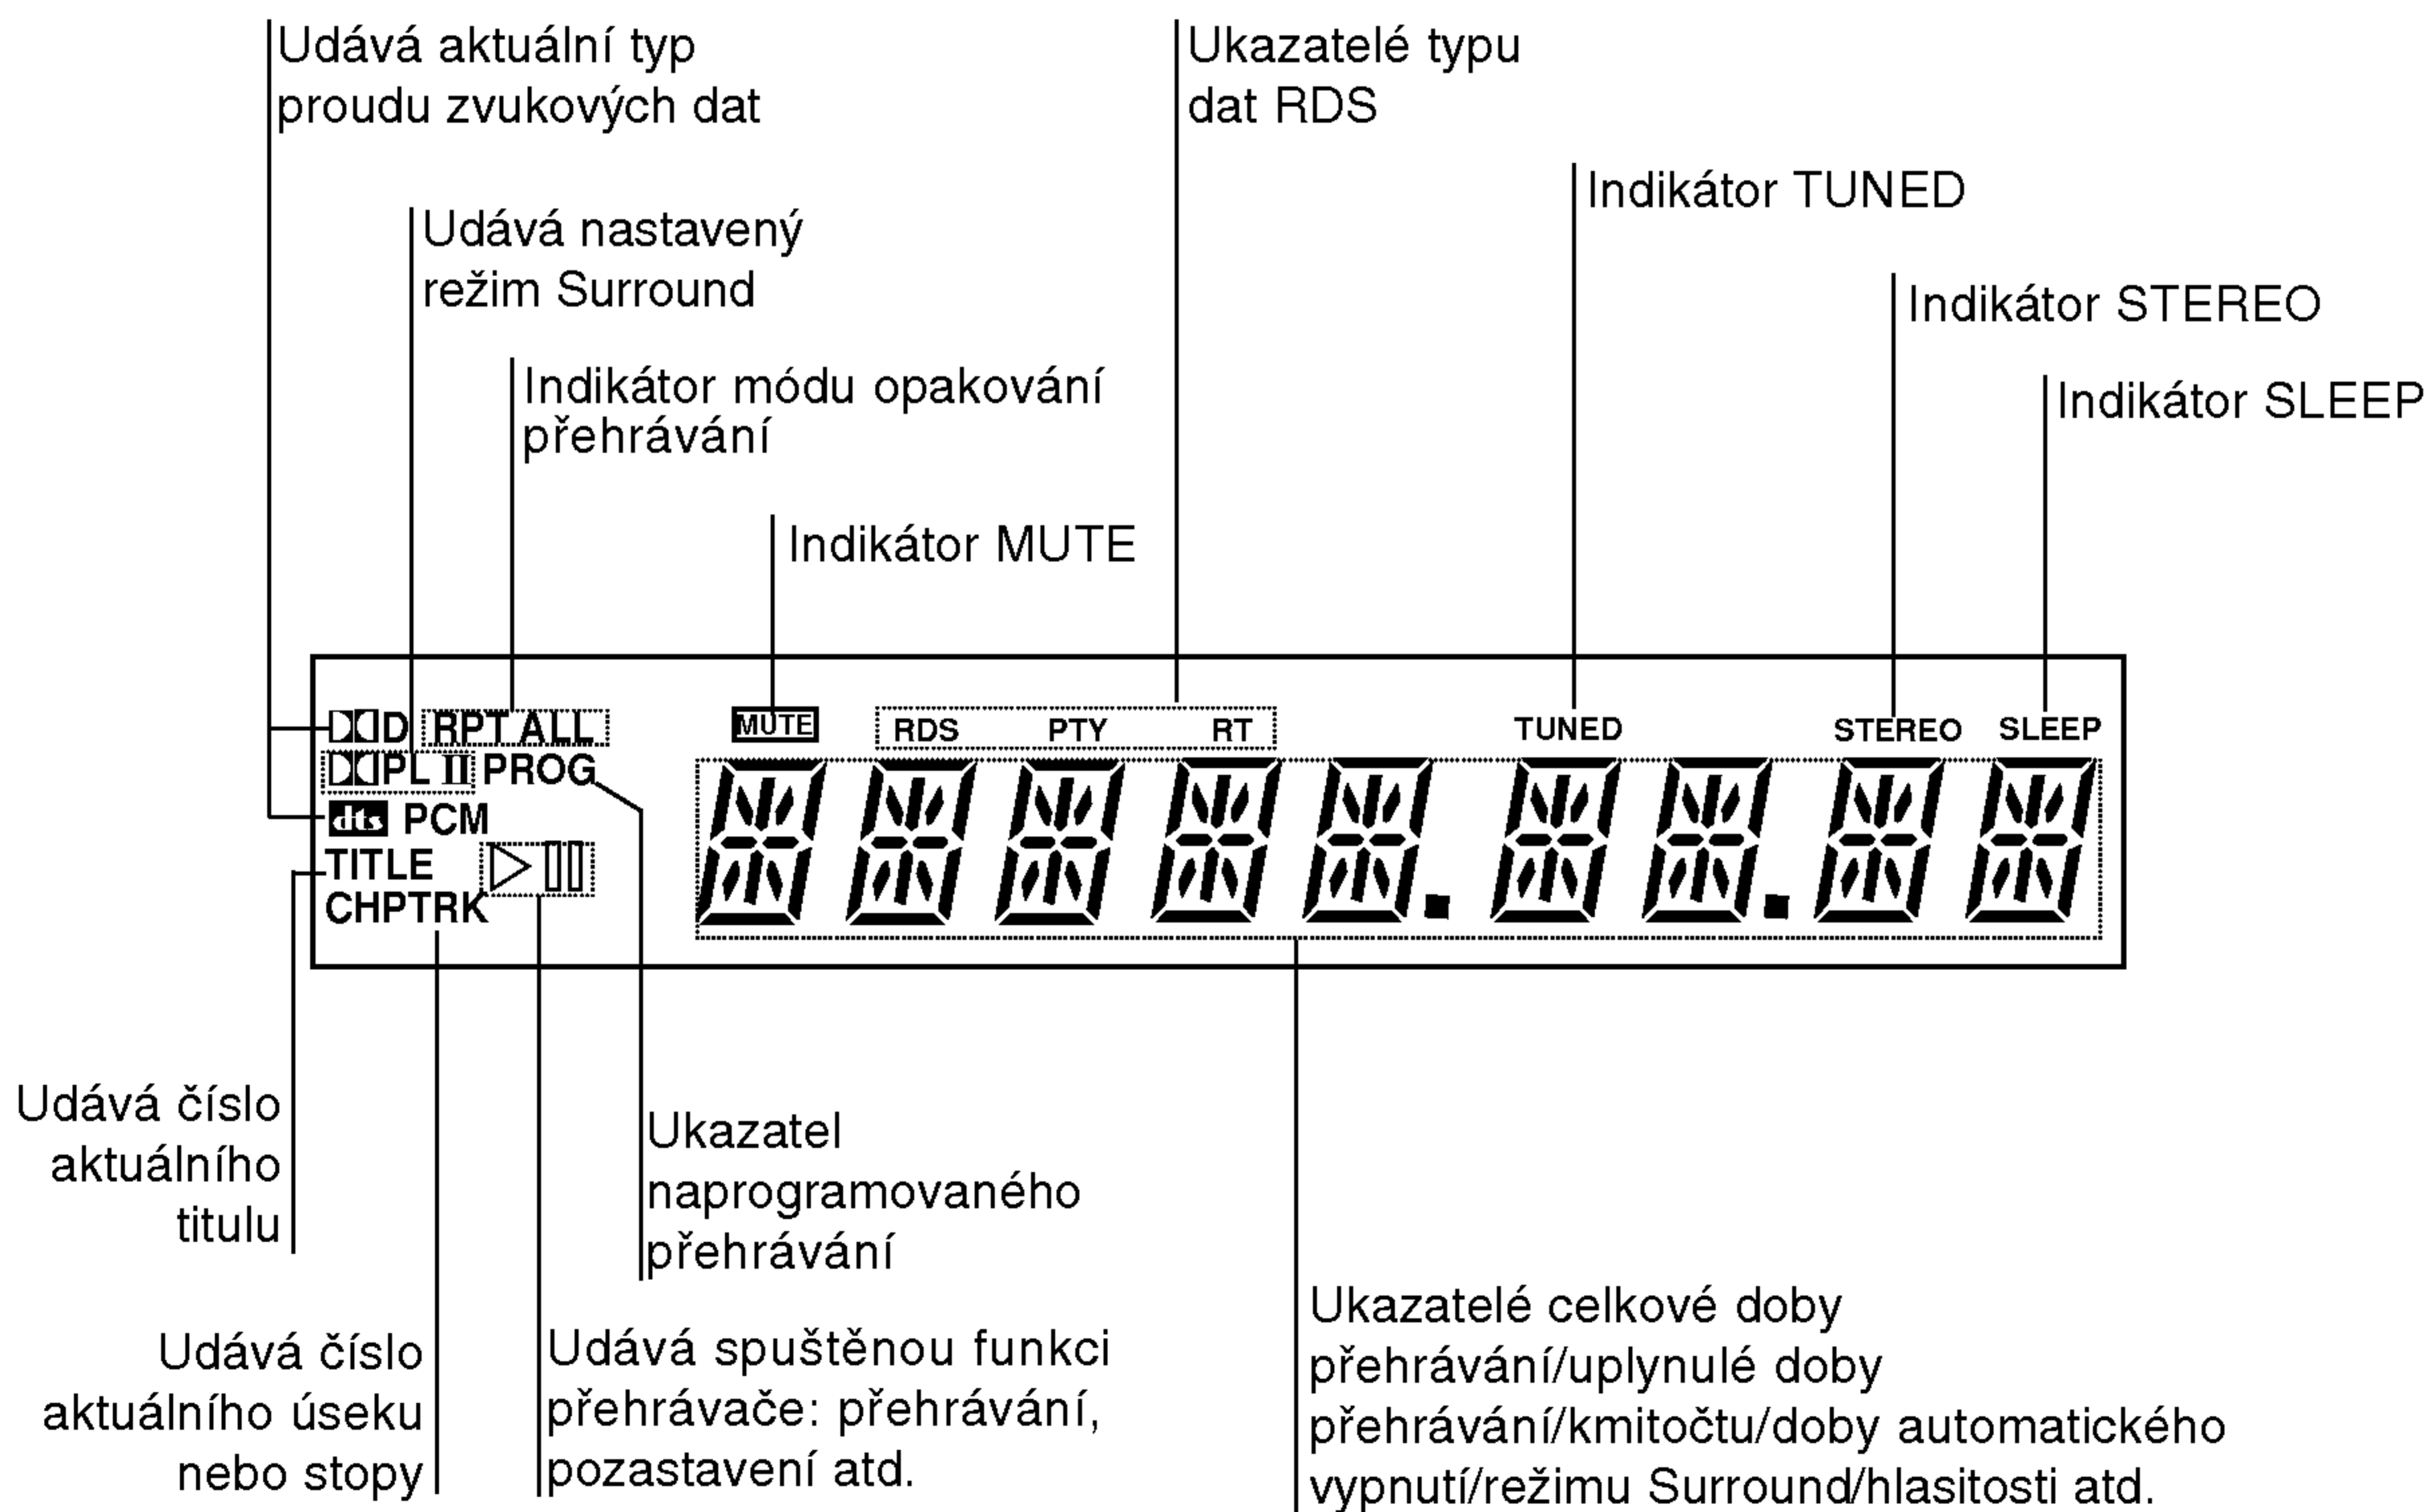 Udává aktuální typ
proudu zvukových dat
Ukazatelé typu
dat RDS
Indikátor TUNED
Udává nastavený
režim Surround
Indikátor STEREO
Indikátor módu opakování
přehrávání
Indikátor SLEEP
Indikátor MUTE
D RPT ALL MUTE RDS PTY RT TUNED STEREO SLEEP
PL II PROG
dts PCM
TITLE
CHPTRK
Udává číslo
aktuálního
titulu
Ukazatel
naprogramovaného
přehrávání
Udává číslo
aktuálního úseku
nebo stopy
Udává spuštěnou funkci
přehrávače: přehrávání,
pozastavení atd.
Ukazatelé celkové doby
přehrávání/uplynulé doby
přehrávání/kmitočtu/doby automatického
vypnutí/režimu Surround/hlasitosti atd.